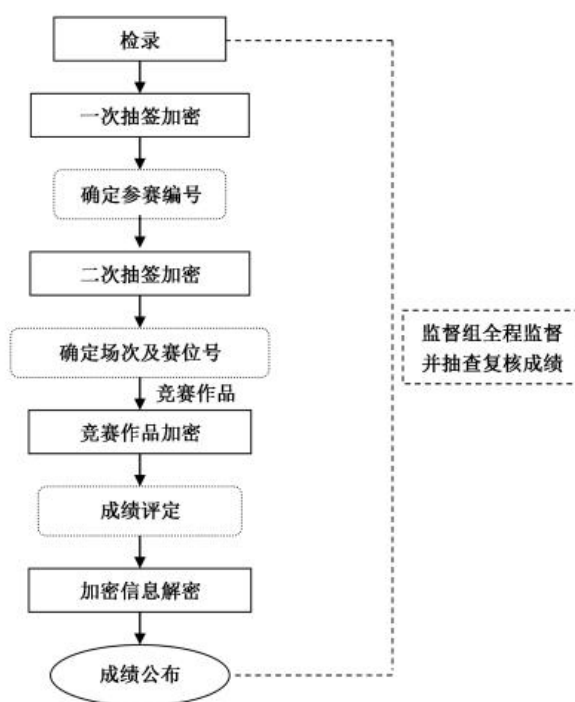 检录
一次抽签加密
确定参赛编号
二次抽签加密
确定场次及赛位号
竞赛作品
竞赛作品加密
成绩评定
加密信息解密
成绩公布
监督组全程监督
并抽查复核成绩